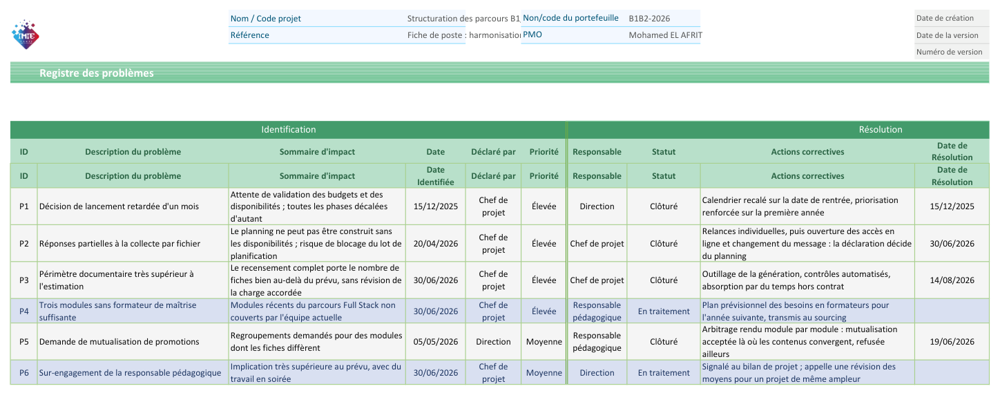 Nom / Code projet Structuration des parcours B1 Non/code du portefeuille B1B2-2026 Date de création
Référence Fiche de poste : harmonisation PMO Mohamed EL AFRIT Date de la version
Numéro de version
IMIE
PARIS
Registre des problèmes
Identification Résolution
ID Description du problème Sommaire d'impact Date Déclaré par Priorité Responsable Statut Actions correctives Date de
Résolution
ID Description du problème Sommaire d'impact Date
Identifiée Déclaré par Priorité Responsable Statut Actions correctives Date de
Résolution
P1 Décision de lancement retardée d'un mois Attente de validation des budgets et des
disponibilités ; toutes les phases décalées
d'autant 15/12/2025 Chef de
projet Élevée Direction Clôturé Calendrier recalé sur la date de rentrée, priorisation
renforcée sur la première année 15/12/2025
P2 Réponses partielles à la collecte par fichier Le planning ne peut pas être construit sans
les disponibilités ; risque de blocage du lot de
planification 20/04/2026 Chef de
projet Élevée Chef de projet Clôturé Relances individuelles, puis ouverture des accès en
ligne et changement du message : la déclaration décide
du planning 30/06/2026
P3 Périmètre documentaire très supérieur à
l'estimation Le recensement complet porte le nombre de
fiches bien au-delà du prévu, sans révision de
la charge accordée 30/06/2026 Chef de
projet Élevée Chef de projet Clôturé Outillage de la génération, contrôles automatisés,
absorption par du temps hors contrat 14/08/2026
P4 Trois modules sans formateur de maîtrise
suffisante Modules récents du parcours Full Stack non
couverts par l'équipe actuelle 30/06/2026 Chef de
projet Élevée Responsable
pédagogique En traitement Plan prévisionnel des besoins en formateurs pour
l'année suivante, transmis au sourcing
P5 Demande de mutualisation de promotions Regroupements demandés pour des modules
dont les fiches diffèrent 05/05/2026 Direction Moyenne Responsable
pédagogique Clôturé Arbitrage rendu module par module : mutualisation
acceptée là où les contenus convergent, refusée
ailleurs 19/06/2026
P6 Sur-engagement de la responsable pédagogique Implication très supérieure au prévu, avec du
travail en soirée 30/06/2026 Chef de
projet Moyenne Direction En traitement Signalé au bilan de projet ; appelle une révision des
moyens pour un projet de même ampleur